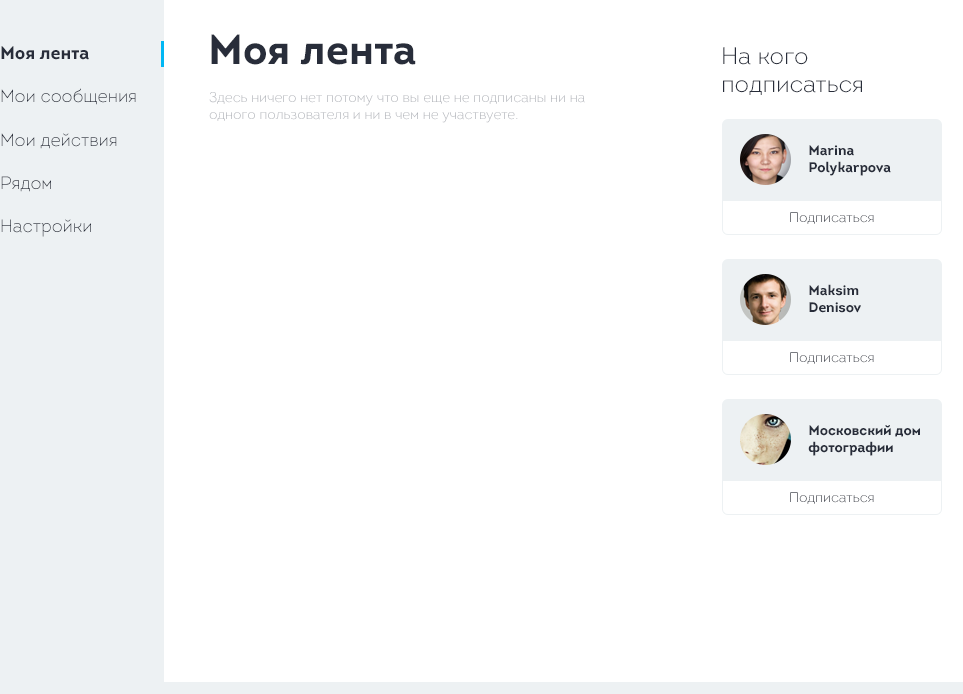 Моя лента
Мои сообщения
Мои действия
Рядом
Настройки
Моя лента
Здесь ничего нет потому что вы еще не подписаны ни на
одного пользователя и ни в чем не участвуете.
На кого
подписаться
Marina
Polykarpova
Подписаться
Maksim
Denisov
Подписаться
Московский дом
фотографии
Подписаться